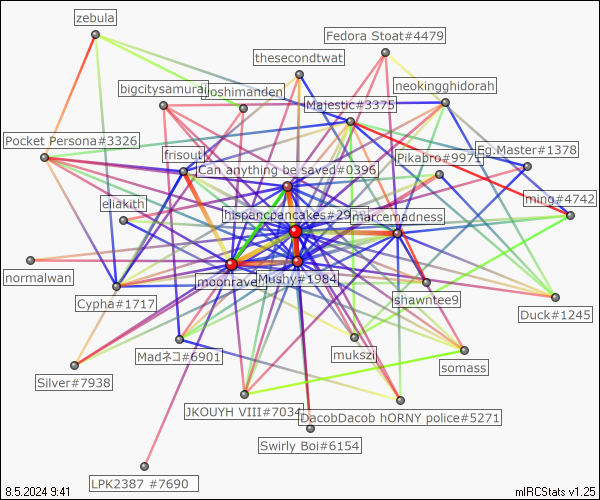 zebula
Fedora Stoat#4479
thesecondtwat
bigcitysamurai
joshimanden
neokingghidorah
Majestic#3375
Pocket Persona#3326
frisout
Pikabro#9971
Eg.Master#1378
Can anything be saved#0396
eliakith
ming#4742
hispancpancakes#29
marcemadness
normalwan
moonrave
Mushy#1984
Cypha#1717
shawntee9
Duck#1245
Madネコ#6901
mukszi
somass
Silver#7938
JKOUYH VIII#7034
DacobDacob hORNY police#5271
Swirly Boi#6154
LPK2387 #7690
8.5.2024 9:41
mIRCStats v1.25